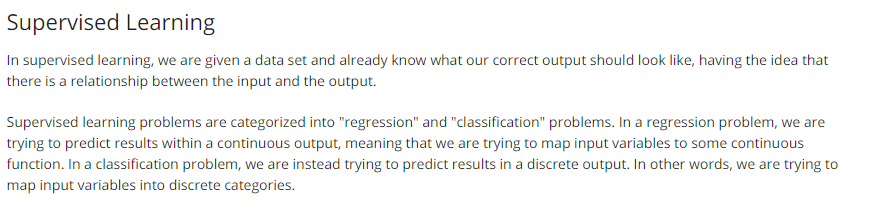 Supervised Learning
In supervised learning, we are given a data set and already know what our correct output should look like, having the idea that
there is a relationship between the input and the output.
Supervised learning problems are categorized into "regression" and "classification" problems. In a regression problem, we are
trying to predict results within a continuous output, meaning that we are trying to map input variables to some continuous
function. In a classification problem, we are instead trying to predict results in a discrete output. In other words, we are trying to
map input variables into discrete categories.